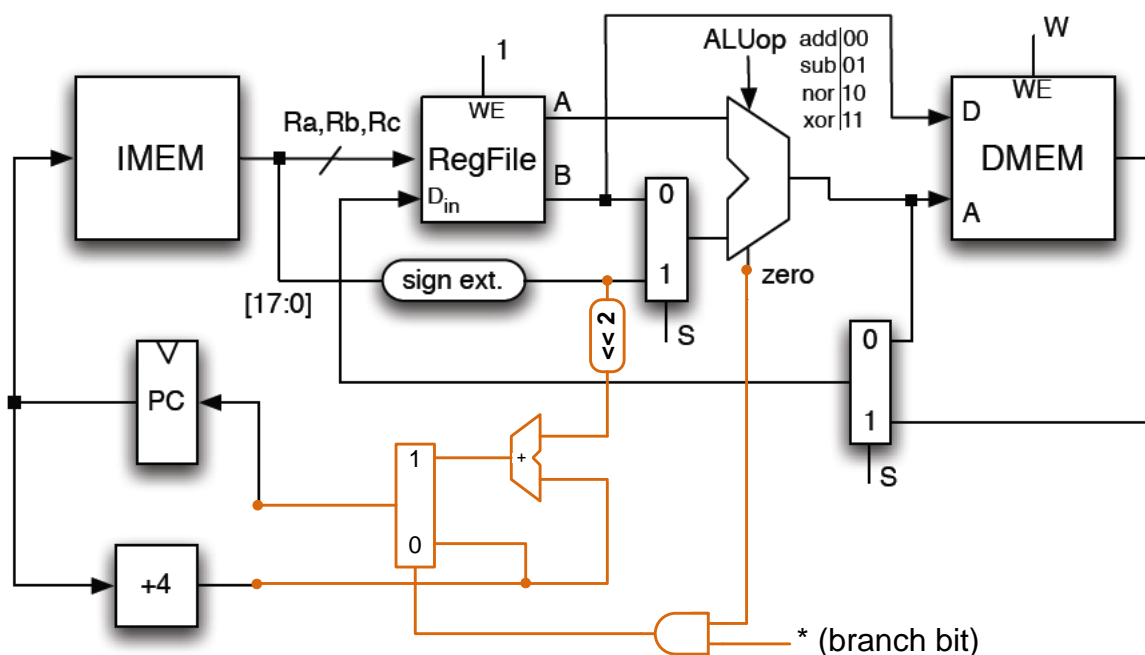 W
ALUop
add|00
sub|01
nor|10
xor|11
1
A
WE
WE
Ra,Rb,Rc
D
IMEM
RegFile
DMEM
B
D_in
0
A
1
sign ext.
zero
[17:0]
<< 2
S
0
PC
1
S
1
+
0
+4
* (branch bit)